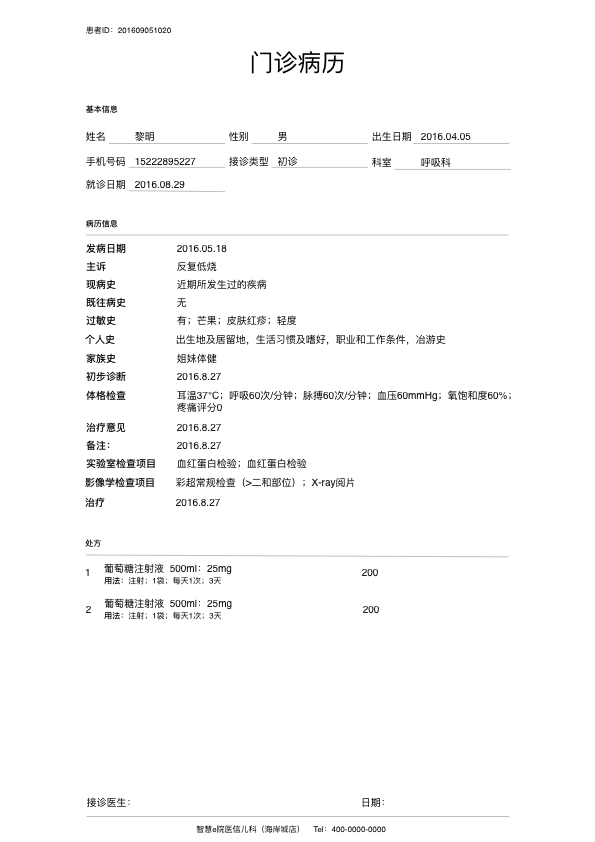 患者ID：201609051020
门诊病历
基本信息
姓名 黎明 性别 男 出生日期 2016.04.05
手机号码 15222895227 接诊类型 初诊 科室 呼吸科
就诊日期 2016.08.29
病历信息
发病日期 2016.05.18
主诉 反复低烧
现病史 近期所发生过的疾病
既往病史 无
过敏史 有；芒果；皮肤红疹；轻度
个人史 出生地及居留地，生活习惯及嗜好，职业和工作条件，冶游史
家族史 姐妹体健
初步诊断 2016.8.27
体格检查 耳温37℃；呼吸60次/分钟；脉搏60次/分钟；血压60mmHg；氧饱和度60%；
疼痛评分0
治疗意见 2016.8.27
备注： 2016.8.27
实验室检查项目 血红蛋白检验；血红蛋白检验
影像学检查项目 彩超常规检查（>二和部位）；X-ray阅片
治疗 2016.8.27
处方
1 葡萄糖注射液 500ml：25mg 200
用法：注射；1袋；每天1次；3天
2 葡萄糖注射液 500ml：25mg 200
用法：注射；1袋；每天1次；3天
接诊医生： 日期：
智慧e院医信儿科（海岸城店） Tel：400-0000-0000